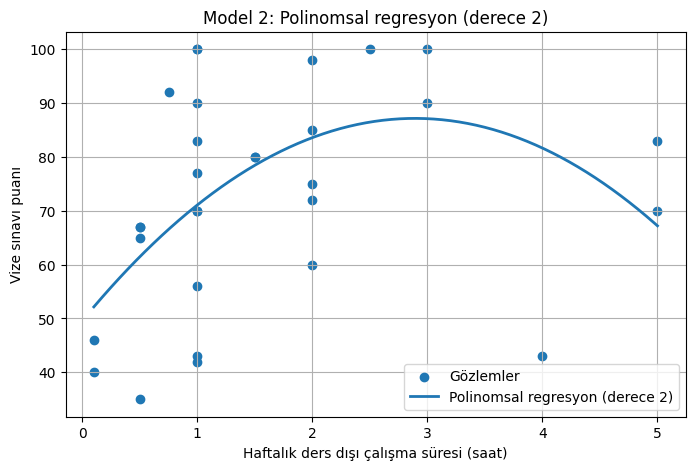 Model 2: Polinomsal regresyon (derece 2)
Vize sınavı puanı
100
90
80
70
60
50
40
0 1 2 3 4 5
Haftalık ders dışı çalışma süresi (saat)
Gözlemler
Polinomsal regresyon (derece 2)